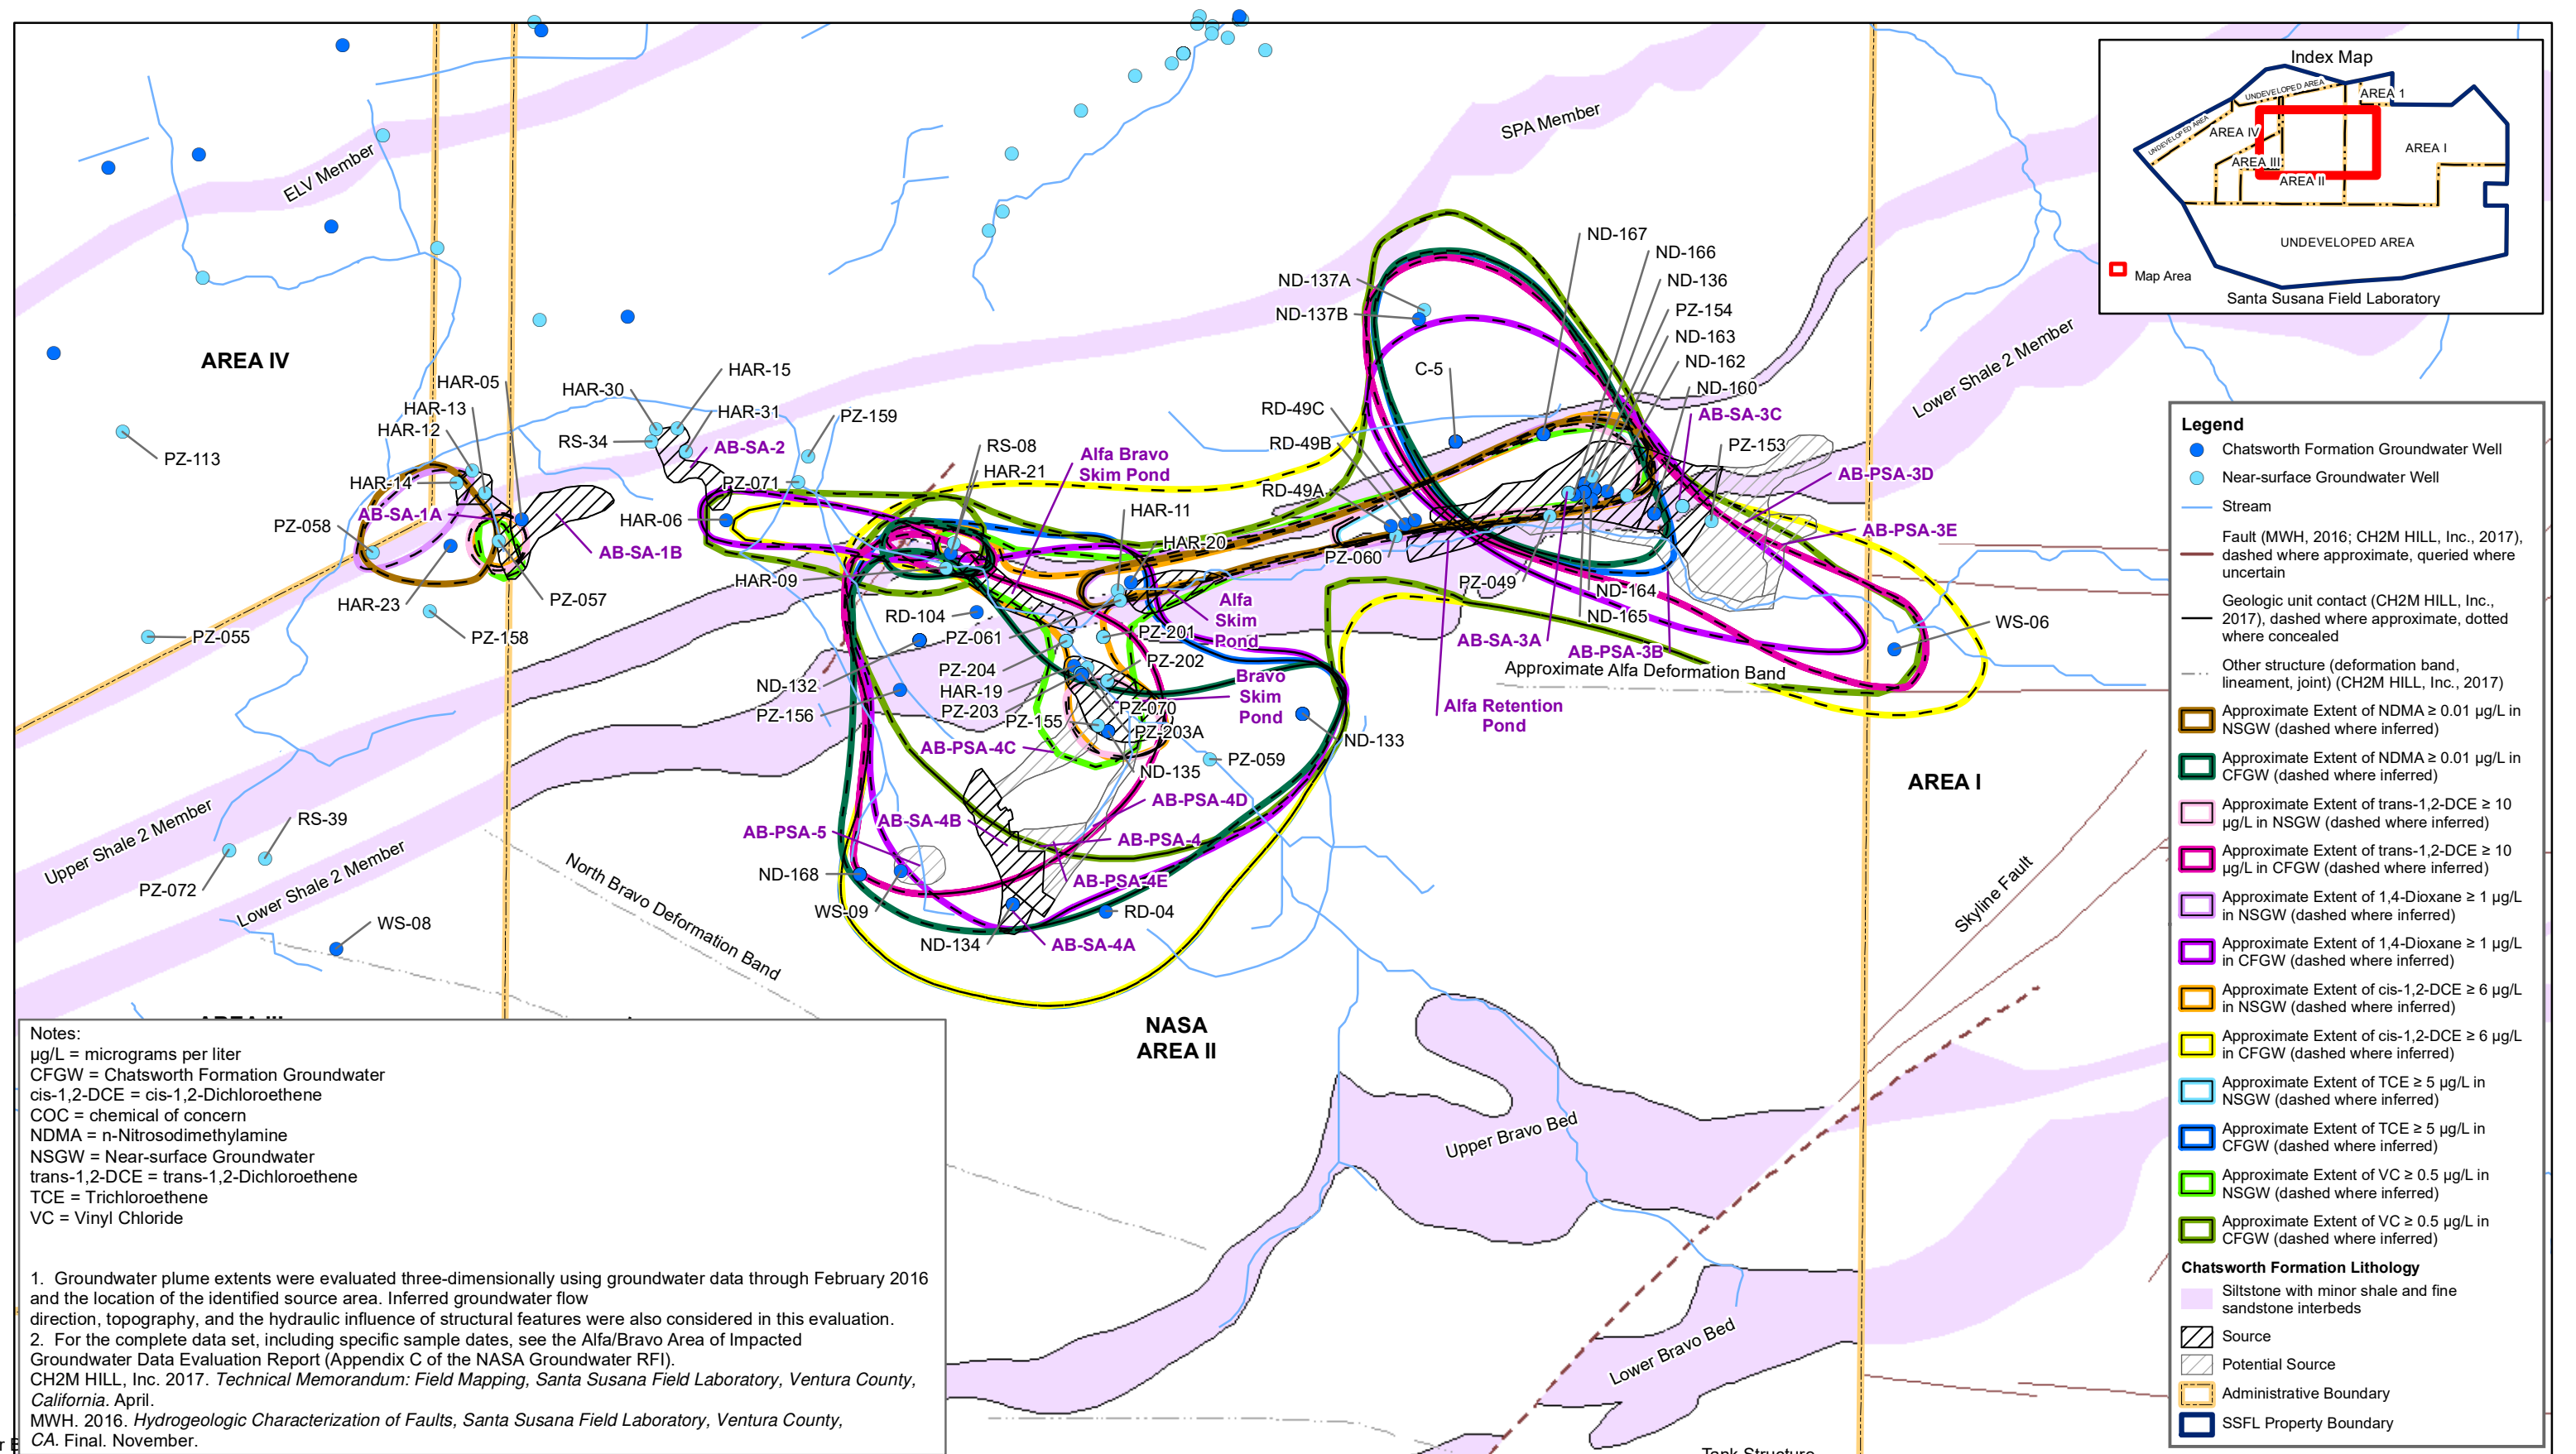 Index Map
UNDEVELOPED AREA
AREA 1
UNDEVELOPED AREA
AREA IV
AREA I
AREA III
AREA II
UNDEVELOPED AREA
Map Area
Santa Susana Field Laboratory
SPA Member
ELV Member
Lower Shale 2 Member
AREA IV
ND-167
ND-166
ND-137A
ND-136
ND-137B
PZ-154
ND-163
ND-162
C-5
ND-160
HAR-15
HAR-05
HAR-30
HAR-13
HAR-31
PZ-159
RD-49C
AB-SA-3C
HAR-12
RS-34
AB-SA-2
RS-08
Alfa Bravo
Skim Pond
RD-49B
PZ-153
PZ-113
HAR-21
HAR-14
PZ-071
RD-49A
AB-PSA-3D
AB-SA-1A
HAR-06
HAR-11
PZ-058
AB-PSA-3E
AB-SA-1B
HAR-20
PZ-060
HAR-09
PZ-049
HAR-23
PZ-057
ND-164
Alfa
Skim
Pond
RD-104
ND-165
PZ-055
PZ-158
PZ-061
PZ-201
AB-SA-3A
WS-06
AB-PSA-3B
PZ-204
PZ-202
Approximate Alfa Deformation Band
ND-132
HAR-19
Bravo
Skim
Pond
PZ-156
PZ-203
PZ-070
Alfa Retention
Pond
PZ-155
PZ-203A
ND-133
AB-PSA-4C
PZ-059
ND-135
AREA I
AB-PSA-4D
Upper Shale 2 Member
RS-39
AB-PSA-5
AB-SA-4B
AB-PSA-4
North Bravo Deformation Band
ND-168
AB-PSA-4E
PZ-072
Lower Shale 2 Member
WS-09
RD-04
Skyline Fault
WS-08
ND-134
AB-SA-4A
AREA III
NASA
AREA II
Upper Bravo Bed
Lower Bravo Bed
Tank Structure
Legend
Chatsworth Formation Groundwater Well
Near-surface Groundwater Well
Stream
Fault (MWH, 2016; CH2M HILL, Inc., 2017),
dashed where approximate, queried where
uncertain
Geologic unit contact (CH2M HILL, Inc.,
2017), dashed where approximate, dotted
where concealed
Other structure (deformation band,
lineament, joint) (CH2M HILL, Inc., 2017)
Approximate Extent of NDMA ≥ 0.01 µg/L in
NSGW (dashed where inferred)
Approximate Extent of NDMA ≥ 0.01 µg/L in
CFGW (dashed where inferred)
Approximate Extent of trans-1,2-DCE ≥ 10
µg/L in NSGW (dashed where inferred)
Approximate Extent of trans-1,2-DCE ≥ 10
µg/L in CFGW (dashed where inferred)
Approximate Extent of 1,4-Dioxane ≥ 1 µg/L
in NSGW (dashed where inferred)
Approximate Extent of 1,4-Dioxane ≥ 1 µg/L
in CFGW (dashed where inferred)
Approximate Extent of cis-1,2-DCE ≥ 6 µg/L
in NSGW (dashed where inferred)
Approximate Extent of cis-1,2-DCE ≥ 6 µg/L
in CFGW (dashed where inferred)
Approximate Extent of TCE ≥ 5 µg/L in
NSGW (dashed where inferred)
Approximate Extent of TCE ≥ 5 µg/L in
CFGW (dashed where inferred)
Approximate Extent of VC ≥ 0.5 µg/L in
NSGW (dashed where inferred)
Approximate Extent of VC ≥ 0.5 µg/L in
CFGW (dashed where inferred)
Chatsworth Formation Lithology
Siltstone with minor shale and fine
sandstone interbeds
Source
Potential Source
Administrative Boundary
SSFL Property Boundary
Notes:
µg/L = micrograms per liter
CFGW = Chatsworth Formation Groundwater
cis-1,2-DCE = cis-1,2-Dichloroethene
COC = chemical of concern
NDMA = n-Nitrosodimethylamine
NSGW = Near-surface Groundwater
trans-1,2-DCE = trans-1,2-Dichloroethene
TCE = Trichloroethene
VC = Vinyl Chloride
1. Groundwater plume extents were evaluated three-dimensionally using groundwater data through February 2016
and the location of the identified source area. Inferred groundwater flow
direction, topography, and the hydraulic influence of structural features were also considered in this evaluation.
2. For the complete data set, including specific sample dates, see the Alfa/Bravo Area of Impacted
Groundwater Data Evaluation Report (Appendix C of the NASA Groundwater RFI).
CH2M HILL, Inc. 2017. Technical Memorandum: Field Mapping, Santa Susana Field Laboratory, Ventura County,
California. April.
MWH. 2016. Hydrogeologic Characterization of Faults, Santa Susana Field Laboratory, Ventura County,
CA. Final. November.